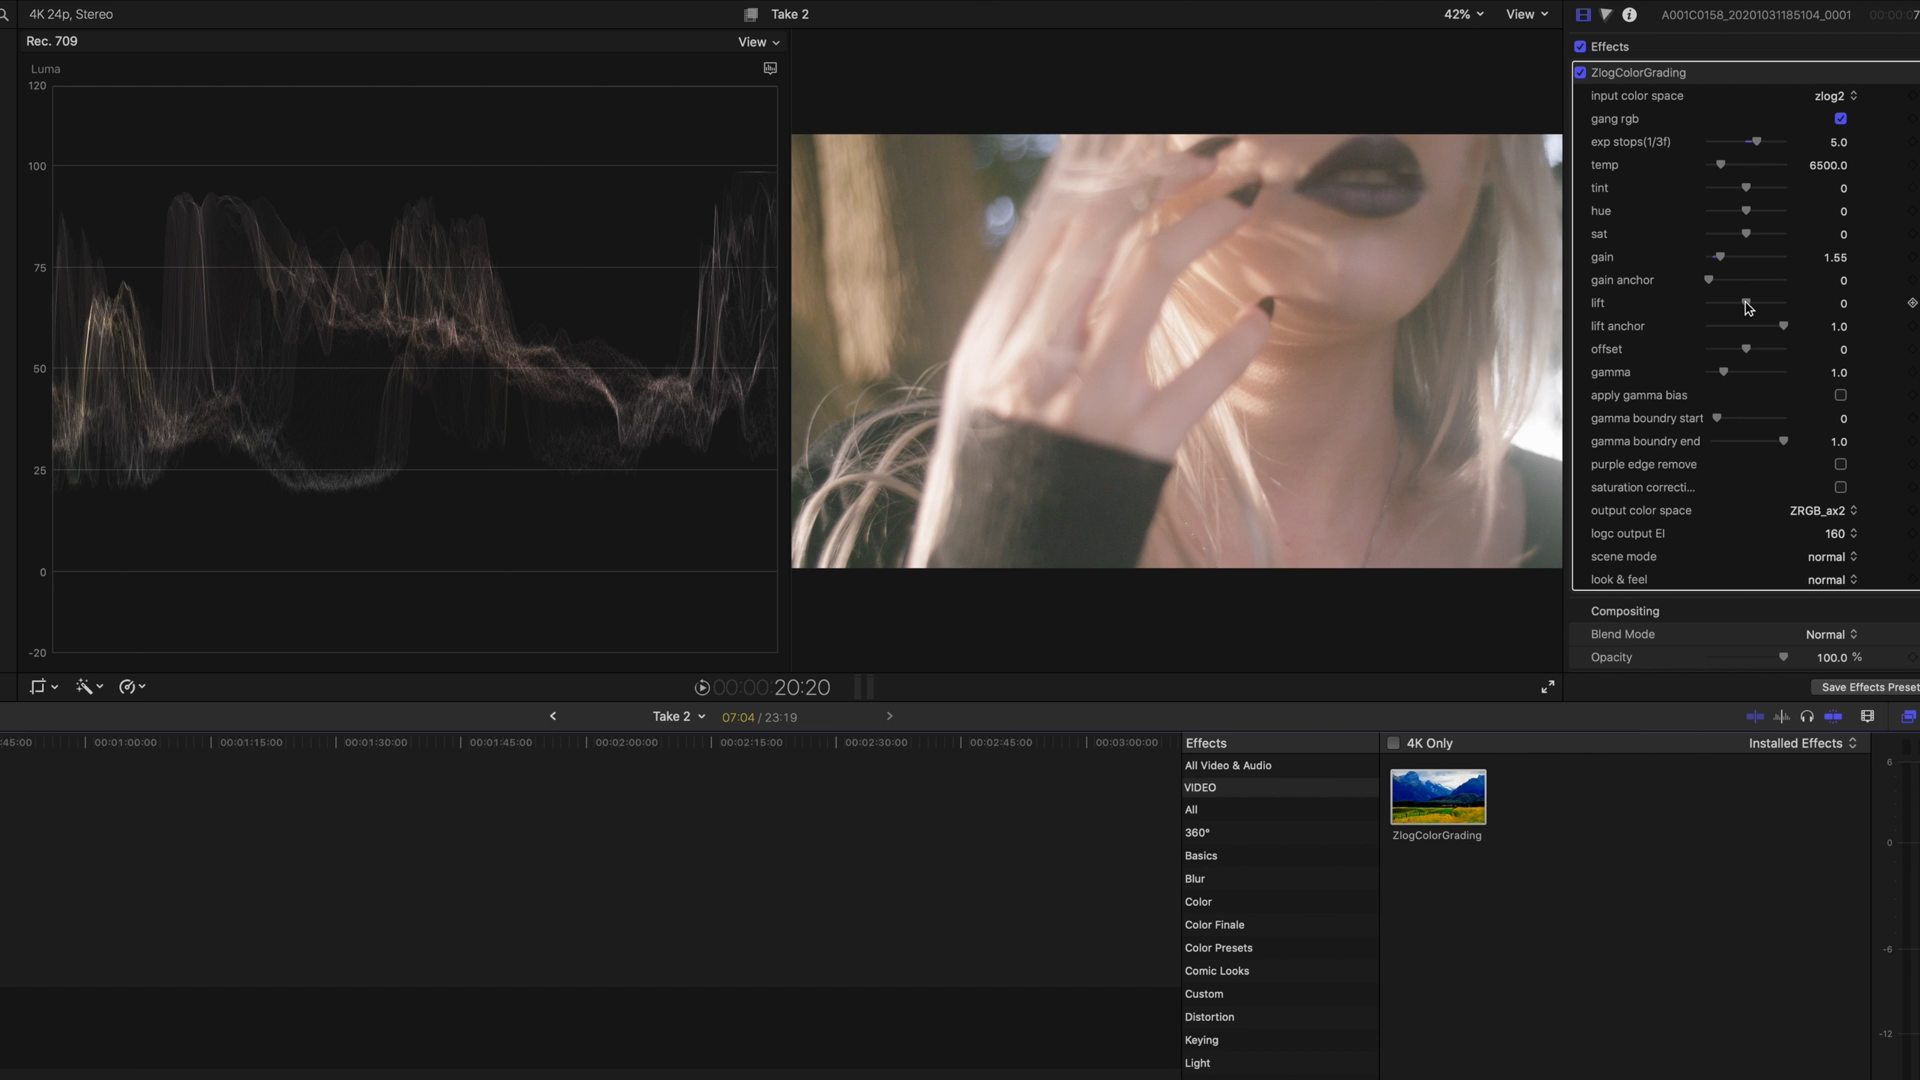 4K 24p, Stereo
Take 2
42%
View
A001C0158_20201031185104_0001
Rec. 709
View
Luma
120
100
75
50
25
0
-20
Effects
ZlogColorGrading
input color space zlog2
gang rgb
exp stops(1/3f) 5.0
temp 6500.0
tint 0
hue 0
sat 0
gain 1.55
gain anchor 0
lift 0
lift anchor 1.0
offset 0
gamma 1.0
apply gamma bias
gamma boundry start 0
gamma boundry end 1.0
purple edge remove
saturation correcti...
output color space ZRGB_ax2
logc output EI 160
scene mode normal
look & feel normal
Compositing
Blend Mode Normal
Opacity 100.0 %
Save Effects Preset
00:00:20:20
Take 2
07:04 / 23:19
:45:00
00:01:00:00
00:01:15:00
00:01:30:00
00:01:45:00
00:02:00:00
00:02:15:00
00:02:30:00
00:02:45:00
00:03:00:00
Effects
All Video & Audio
VIDEO
All
360°
Basics
Blur
Color
Color Finale
Color Presets
Comic Looks
Custom
Distortion
Keying
Light
4K Only
Installed Effects
ZlogColorGrading
6
0
-6
-12